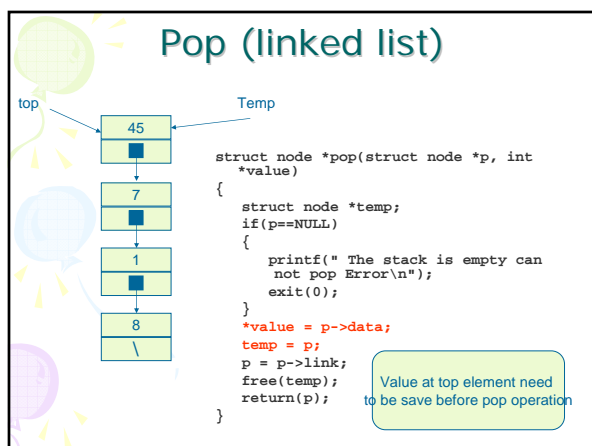 Pop (linked list)
top
Temp
45
7
1
8
\
struct node *pop(struct node *p, int
*value)
{
struct node *temp;
if(p==NULL)
{
printf(" The stack is empty can
not pop Error\n");
exit(0);
}
*value = p->data;
temp = p;
p = p->link;
free(temp);
return(p);
}
Value at top element need
to be save before pop operation